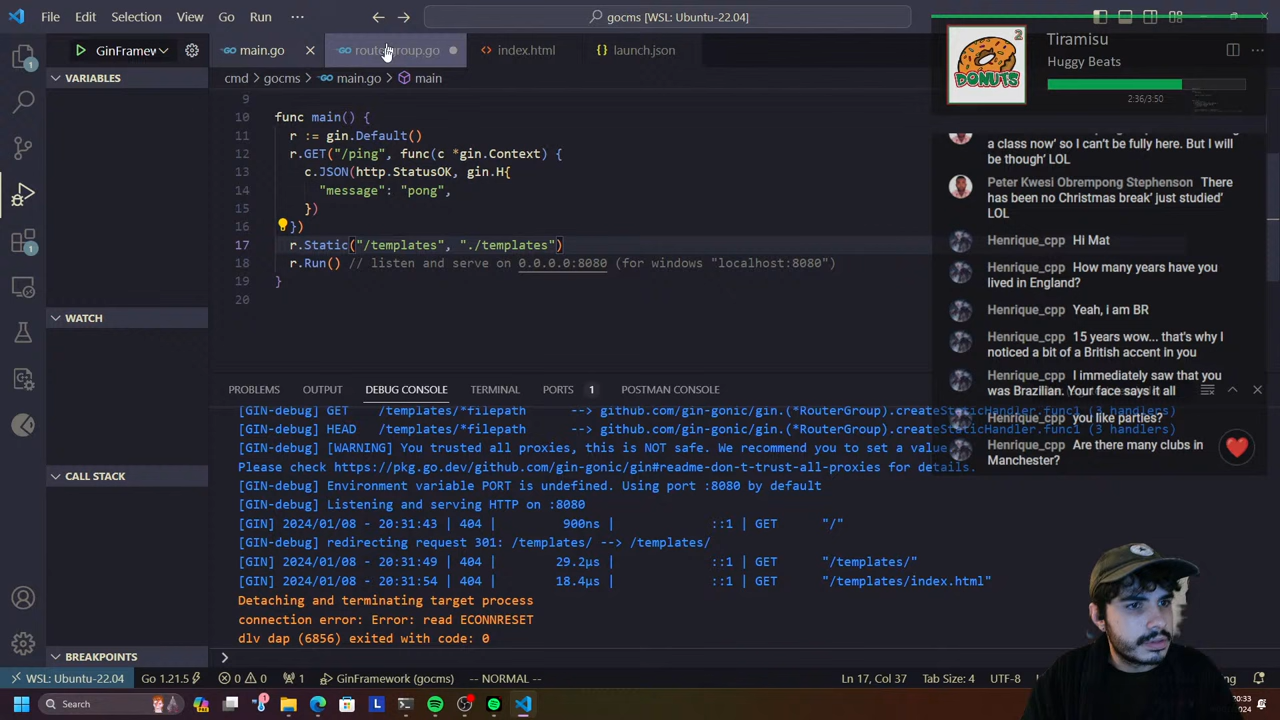 File Edit Selection View Go Run ···
gocms [WSL: Ubuntu-22.04]
GinFramew
main.go
routergroup.go
index.html
launch.json
cmd > gocms > main.go > main
VARIABLES
WATCH
CALL STACK
BREAKPOINTS
9
10 func main() {
11 r := gin.Default()
12 r.GET("/ping", func(c *gin.Context) {
13 c.JSON(http.StatusOK, gin.H{
14 "message": "pong",
15 })
16 })
17 r.Static("/templates", "./templates")
18 r.Run() // listen and serve on 0.0.0.0:8080 (for windows "localhost:8080")
19 }
20
2
DONUTS
Tiramisu
Huggy Beats
2:36/3:50
a class now' so I can't be fully here. But I will
be though' LOL
Peter Kwesi Obrempong Stephenson There
has been no Christmas break' just studied'
LOL
Henrique_cpp Hi Mat
Henrique_cpp How many years have you
lived in England?
Henrique_cpp Yeah, i am BR
Henrique_cpp 15 years wow... that's why I
noticed a bit of a British accent in you
Henrique_cpp I immediately saw that you
was Brazilian. Your face says it all
Henrique_cpp you like parties?
Henrique_cpp Are there many clubs in
Manchester?
PROBLEMS OUTPUT DEBUG CONSOLE TERMINAL PORTS 1 POSTMAN CONSOLE
[GIN-debug] GET /templates/*filepath --> github.com/gin-gonic/gin.(*RouterGroup).createStaticHandler.func1 (3 handlers)
[GIN-debug] HEAD /templates/*filepath --> github.com/gin-gonic/gin.(*RouterGroup).createStaticHandler.func1 (3 handlers)
[GIN-debug] [WARNING] You trusted all proxies, this is NOT safe. We recommend you to set a value.
Please check https://pkg.go.dev/github.com/gin-gonic/gin#readme-don-t-trust-all-proxies for details.
[GIN-debug] Environment variable PORT is undefined. Using port :8080 by default
[GIN-debug] Listening and serving HTTP on :8080
[GIN] 2024/01/08 - 20:31:43 | 404 | 900ns | ::1 | GET "/"
[GIN-debug] redirecting request 301: /templates/ --> /templates/
[GIN] 2024/01/08 - 20:31:49 | 404 | 29.2µs | ::1 | GET "/templates/"
[GIN] 2024/01/08 - 20:31:54 | 404 | 18.4µs | ::1 | GET "/templates/index.html"
Detaching and terminating target process
connection error: Error: read ECONNRESET
dlv dap (6856) exited with code: 0
>
WSL: Ubuntu-22.04 Go 1.21.5 0 0 1 GinFramework (gocms) -- NORMAL -- Ln 17, Col 37 Tab Size: 4 UTF-8
Search